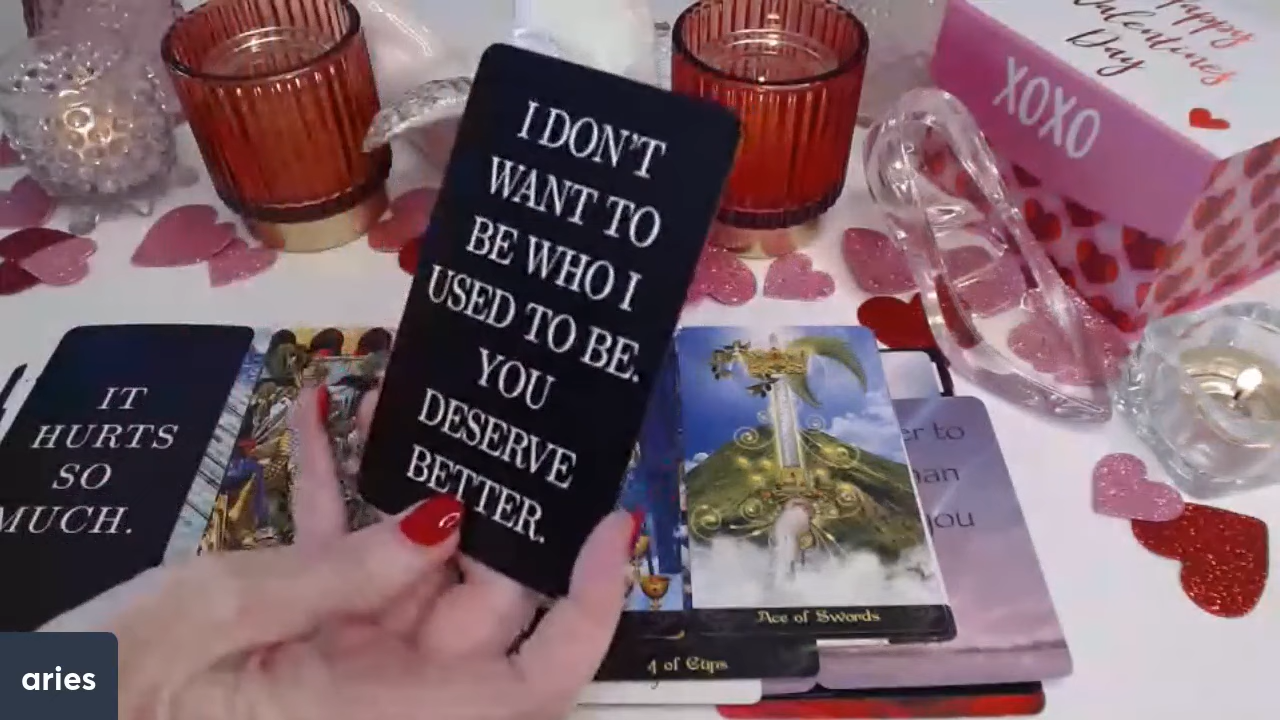 Happy
Valentines
Day
XOXO
I DON'T
WANT TO
BE WHO I
USED TO BE.
YOU
DESERVE
BETTER.
IT
HURTS
SO
MUCH.
er to
an
you
Ace of Swords
4 of Cups
aries